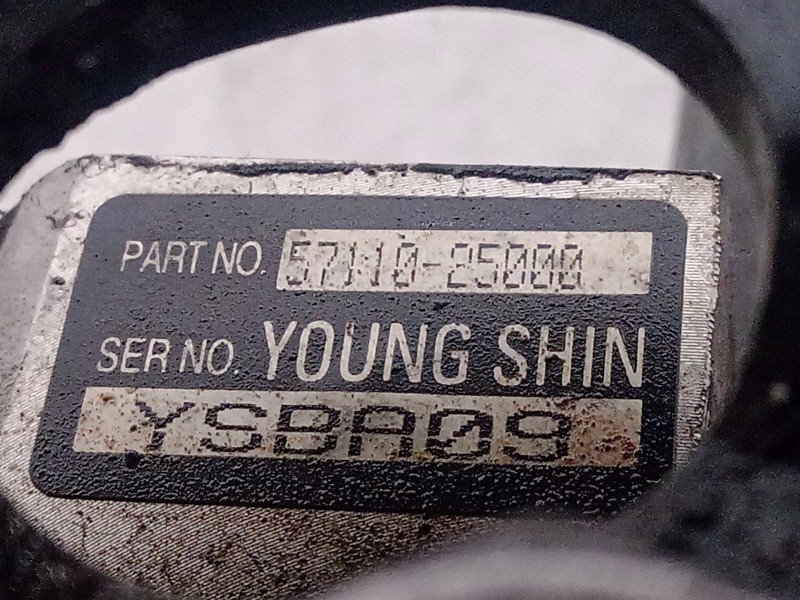 PART NO. 57110-25000
SER NO. YOUNG SHIN
YSBA09